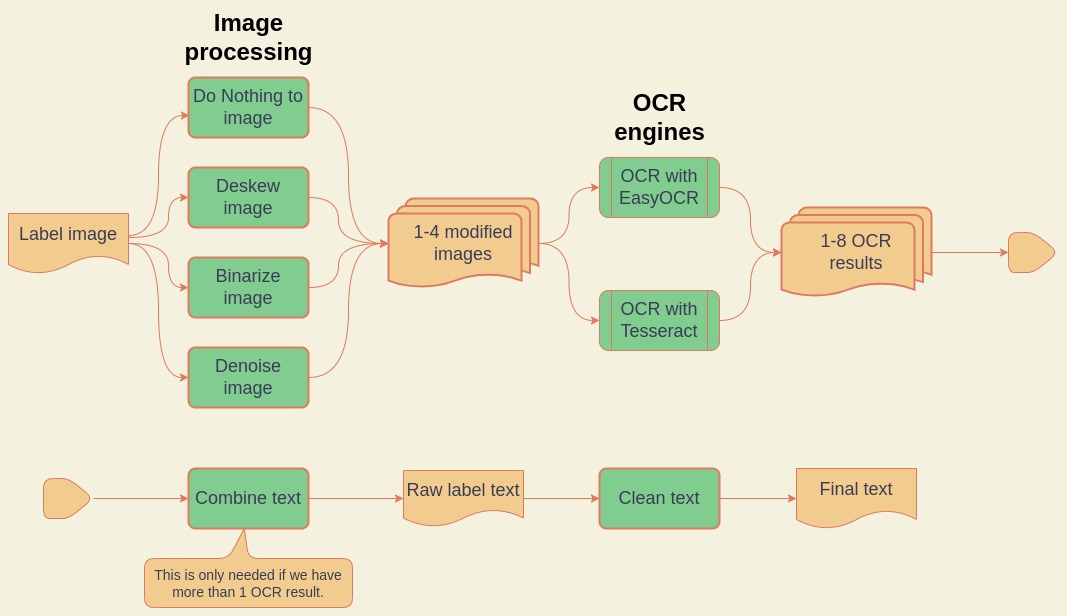 Image
processing
Do Nothing to
image
Deskew
image
Binarize
image
Denoise
image
Label image
1-4 modified
images
OCR
engines
OCR with
EasyOCR
OCR with
Tesseract
1-8 OCR
results
Combine text
This is only needed if we have
more than 1 OCR result.
Raw label text
Clean text
Final text